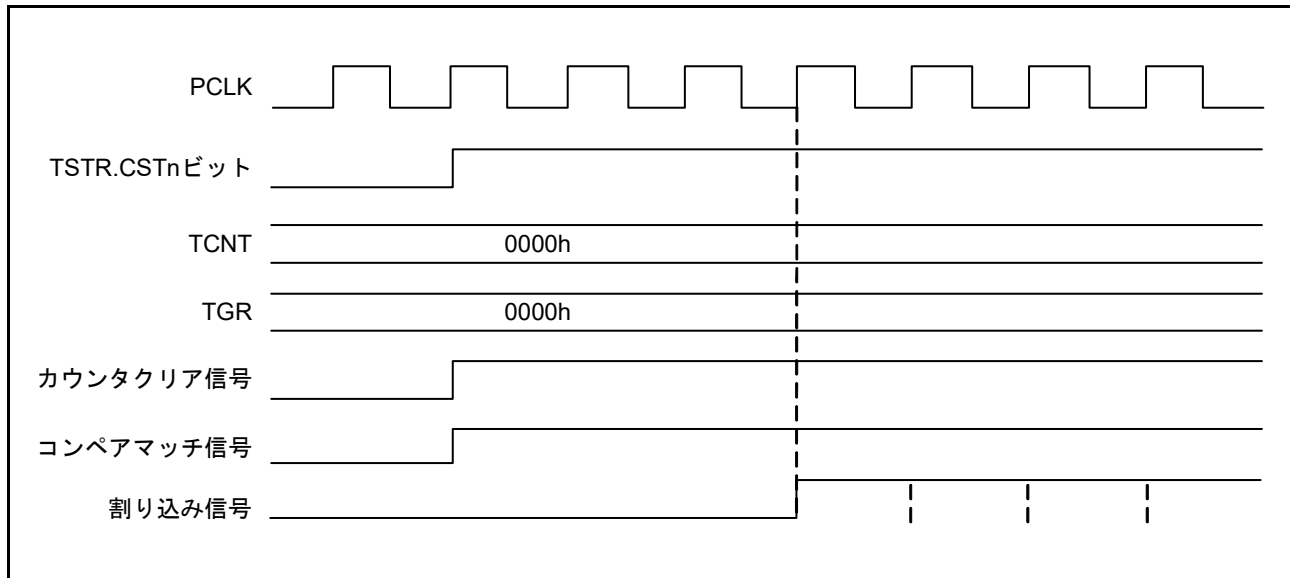 PCLK
TSTR.CSTnビット
TCNT 0000h
TGR 0000h
カウンタクリア信号
コンペアマッチ信号
割り込み信号